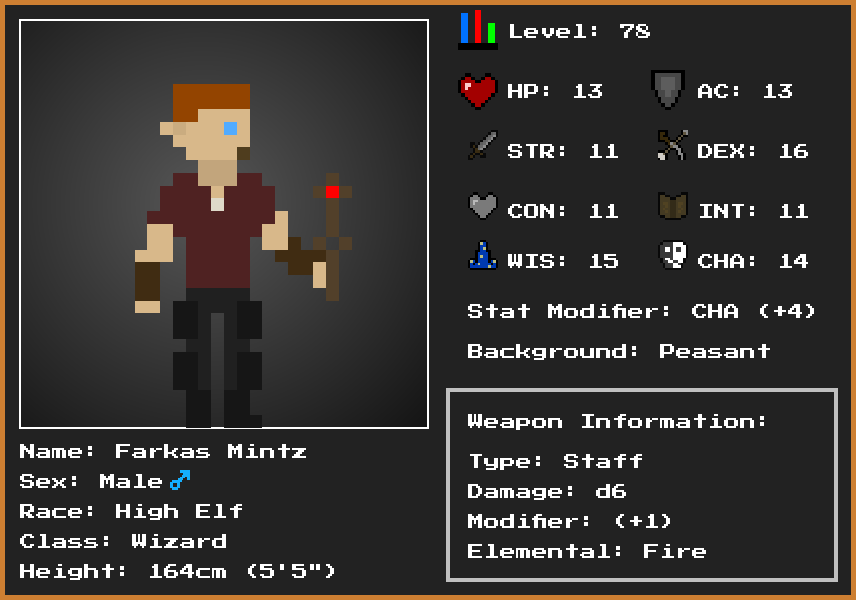 Level: 78
HP: 13
AC: 13
STR: 11
DEX: 16
CON: 11
INT: 11
WIS: 15
CHA: 14
Stat Modifier: CHA (+4)
Background: Peasant
Weapon Information:
Type: Staff
Damage: d6
Modifier: (+1)
Elemental: Fire
Name: Farkas Mintz
Sex: Male♂
Race: High Elf
Class: Wizard
Height: 164cm (5'5")